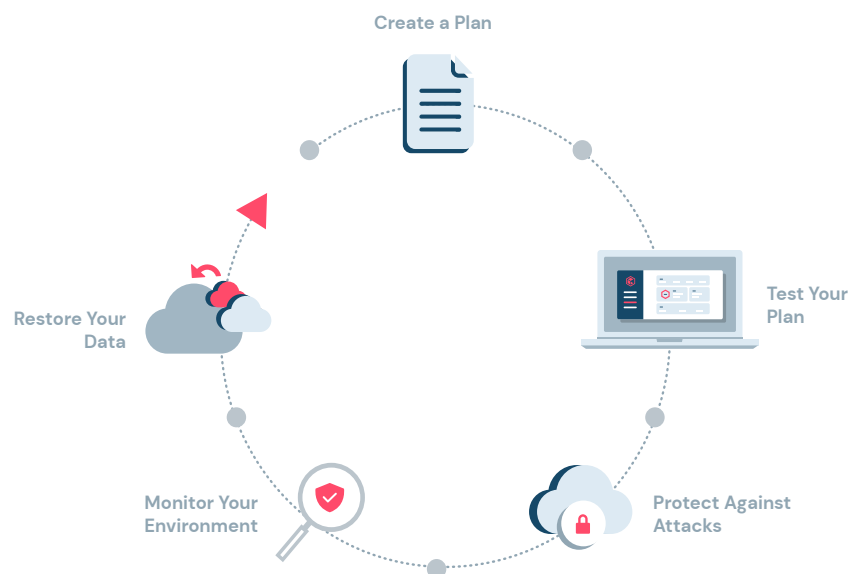 Create a Plan
Test Your
Plan
Protect Against
Attacks
Monitor Your
Environment
Restore Your
Data